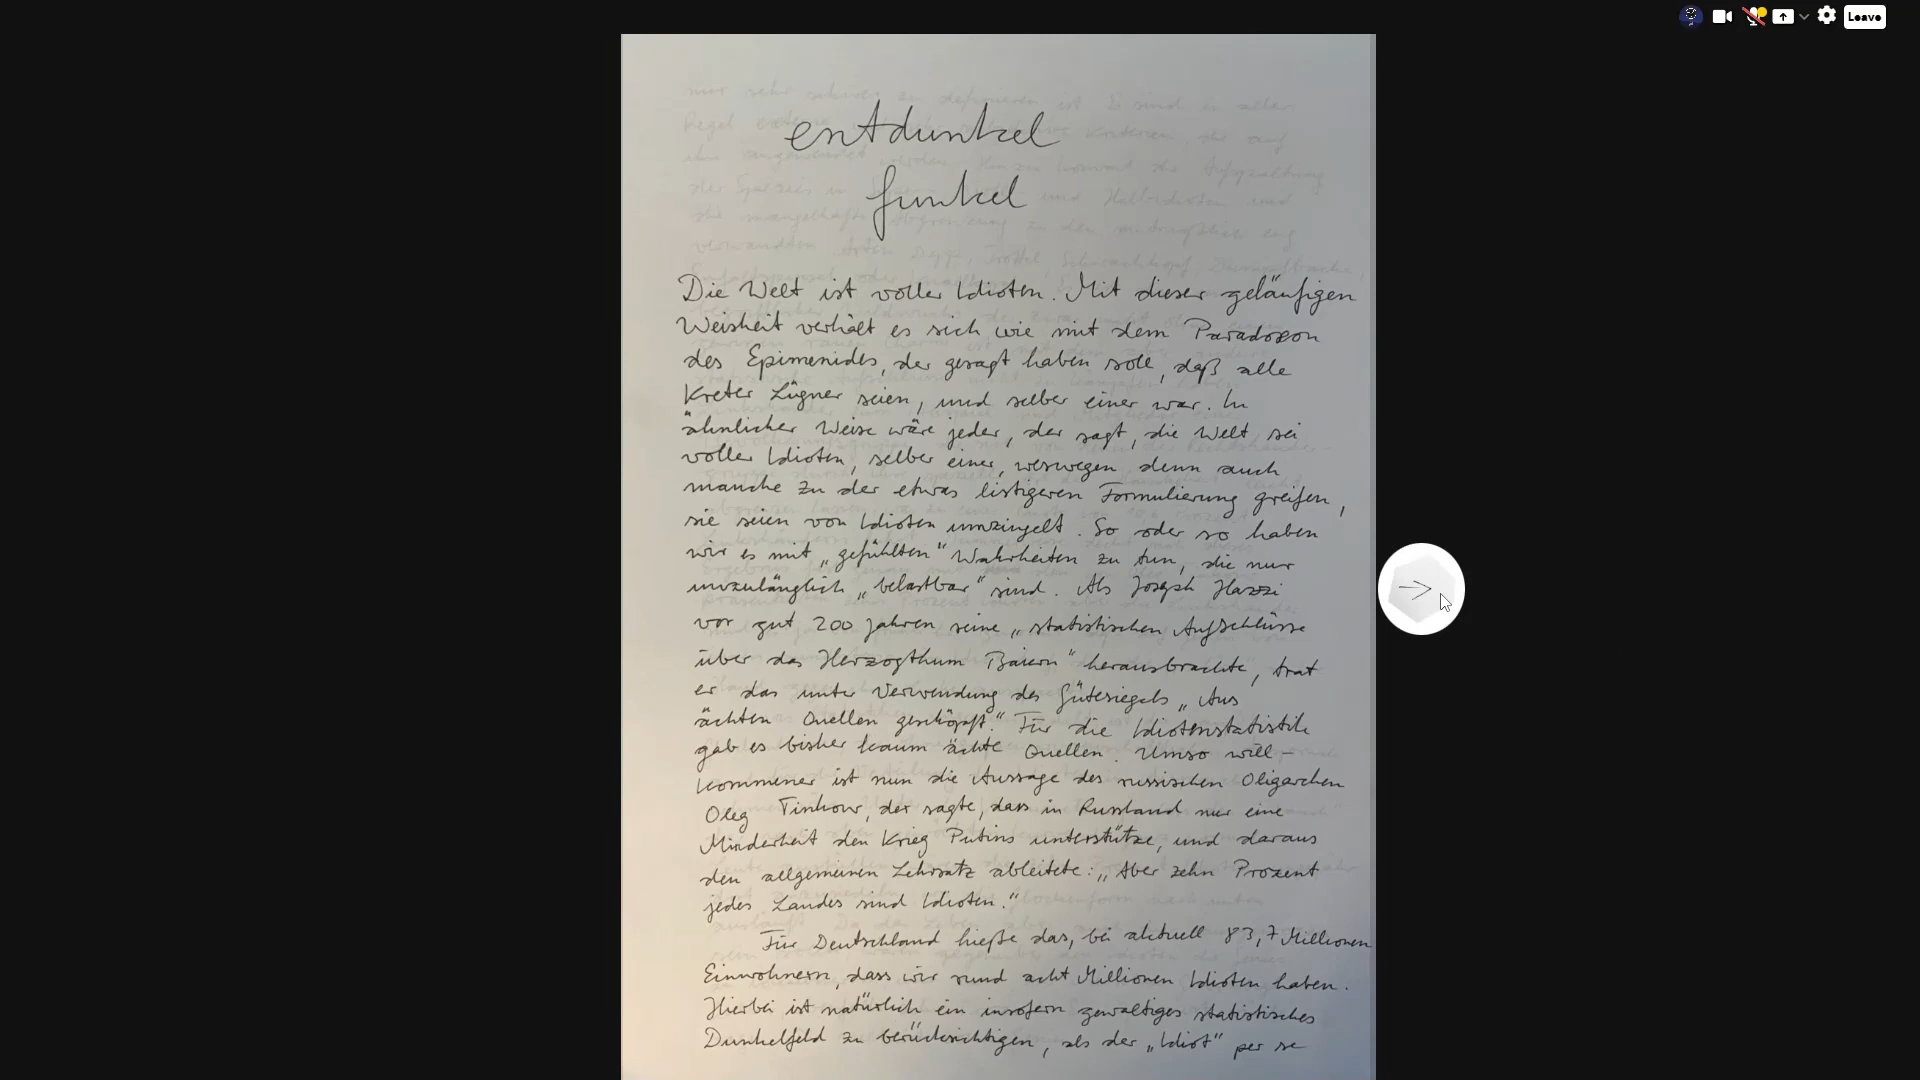 Leave
entdunkel
funkel
Die Welt ist voller Idioten. Mit dieser geläufigen
Weisheit verhält es sich wie mit dem Paradoxon
des Epimenides, der gesagt haben soll, daß alle
Kreter Lügner seien, und selber einer war. In
ähnlicher Weise wäre jeder, der sagt, die Welt sei
voller Idioten, selber einer, weswegen denn auch
manche zu der etwas listigeren Formulierung greifen,
sie seien von Idioten umzingelt. So oder so haben
wir es mit „gefühlten“ Wahrheiten zu tun, die nur
unzulänglich „belastbar“ sind. Als Joseph Hazzi
vor gut 200 Jahren seine „statistischen Aufschlüsse
über das Herzogthum Baiern“ herausbrachte, trat
er das unter Verwendung des Gütesiegels „Aus
ächten Quellen geschöpft.“ Für die Idiotenstatistik
gab es bisher kaum ächte Quellen. Umso will-
kommener ist nun die Aussage des russischen Oligarchen
Oleg Tinkow, der sagte, dass in Russland nur eine
Minderheit den Krieg Putins unterstütze, und daraus
den allgemeinen Lehrsatz ableitete: „Aber zehn Prozent
jedes Landes sind Idioten.“
Für Deutschland hieße das, bei aktuell 83,7 Millionen
Einwohnern, dass wir rund acht Millionen Idioten haben.
Hierbei ist natürlich ein insofern gewaltiges statistisches
Dunkelfeld zu berücksichtigen, als der „Idiot“ per se